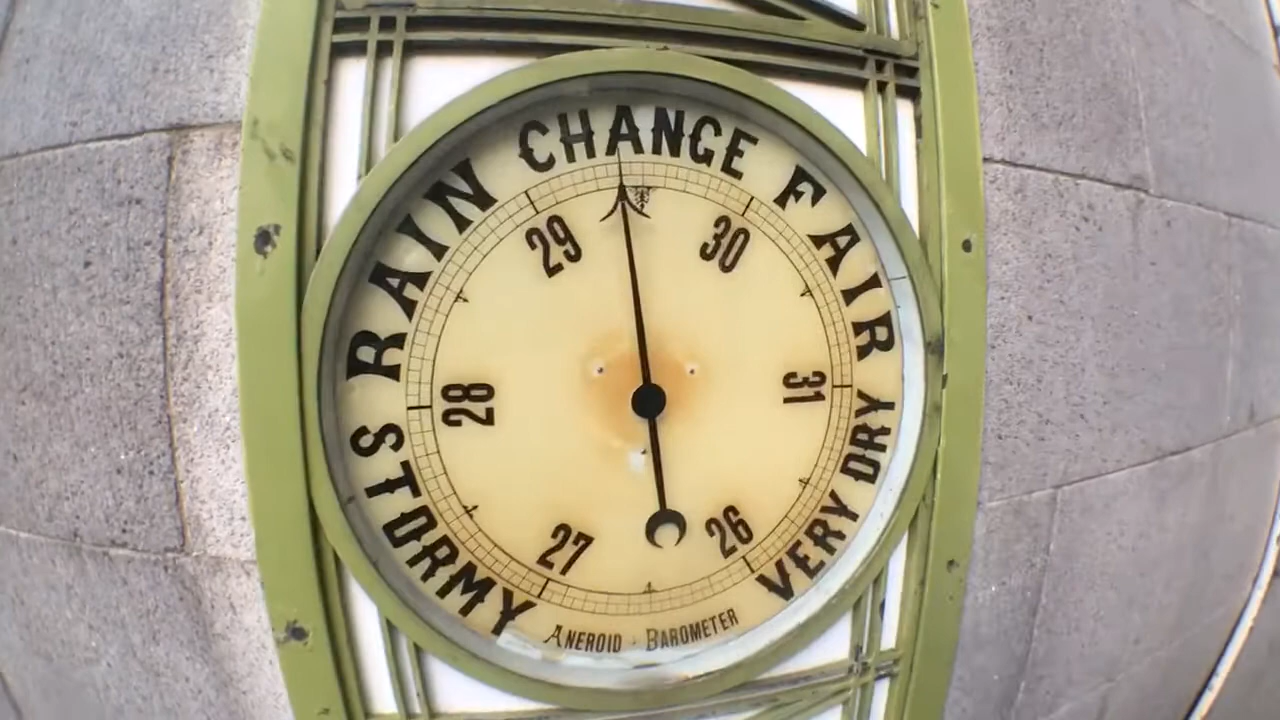 STORMY RAIN CHANGE FAIR VERY DRY
26 27 28 29 30 31
ANEROID · BAROMETER